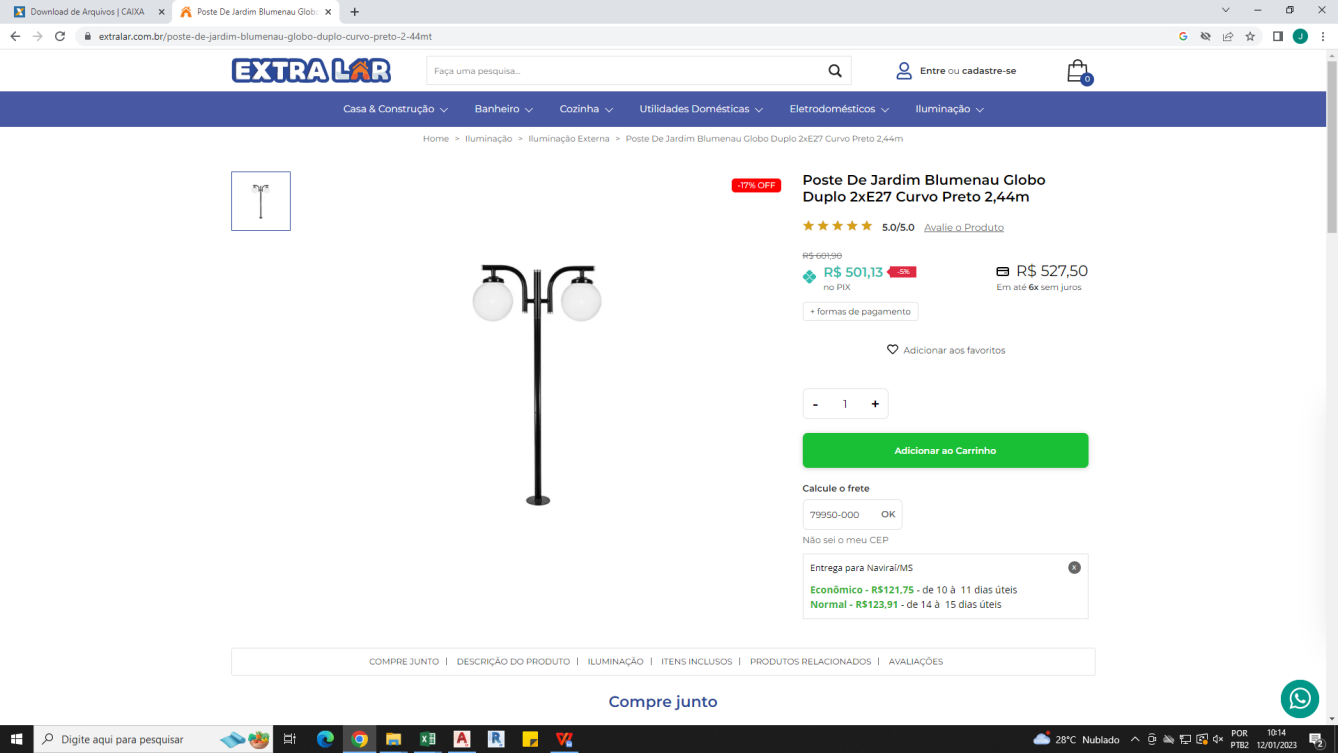 Download de Arquivos | CAIXA
Poste De Jardim Blumenau Glob
extralar.com.br/poste-de-jardim-blumenau-globo-duplo-curvo-preto-2-44mt
J
EXTRA LAR
Faça uma pesquisa...
Entre ou cadastre-se
0
Casa & Construção
Banheiro
Cozinha
Utilidades Domésticas
Eletrodomésticos
Iluminação
Home > Iluminação > Iluminação Externa > Poste De Jardim Blumenau Globo Duplo 2xE27 Curvo Preto 2,44m
-17% OFF
Poste De Jardim Blumenau Globo
Duplo 2xE27 Curvo Preto 2,44m
5.0/5.0 Avalie o Produto
R$ 601,90
R$ 501,13 -5%
no PIX
R$ 527,50
Em até 6x sem juros
+ formas de pagamento
Adicionar aos favoritos
- 1 +
Adicionar ao Carrinho
Calcule o frete
79950-000 OK
Não sei o meu CEP
Entrega para Naviraí/MS
x
Econômico - R$121,75 - de 10 à 11 dias úteis
Normal - R$123,91 - de 14 à 15 dias úteis
COMPRE JUNTO | DESCRIÇÃO DO PRODUTO | ILUMINAÇÃO | ITENS INCLUSOS | PRODUTOS RELACIONADOS | AVALIAÇÕES
Compre junto
Digite aqui para pesquisar
28°C Nublado
POR
PTB2
10:14
12/01/2023
2